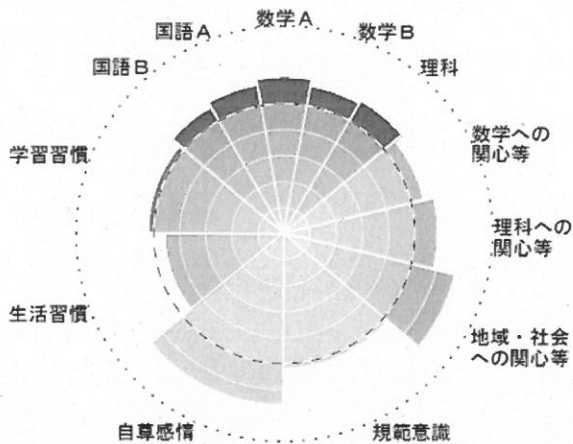 数学A
国語A
数学B
国語B
理科
学習習慣
数学への
関心等
理科への
関心等
生活習慣
地域・社会
への関心等
自尊感情
規範意識